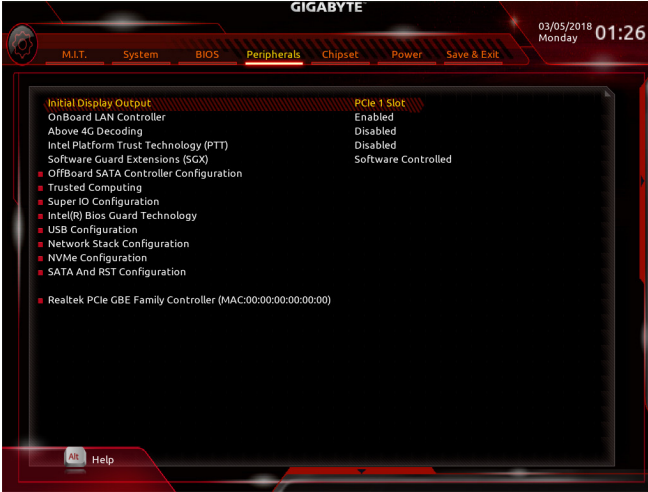 GIGABYTE
03/05/2018
Monday
01:26
M.I.T. System BIOS Peripherals Chipset Power Save & Exit
Initial Display Output PCIe 1 Slot
OnBoard LAN Controller Enabled
Above 4G Decoding Disabled
Intel Platform Trust Technology (PTT) Disabled
Software Guard Extensions (SGX) Software Controlled
OffBoard SATA Controller Configuration
Trusted Computing
Super IO Configuration
Intel(R) Bios Guard Technology
USB Configuration
Network Stack Configuration
NVMe Configuration
SATA And RST Configuration
Realtek PCIe GBE Family Controller (MAC:00:00:00:00:00:00)
Alt Help